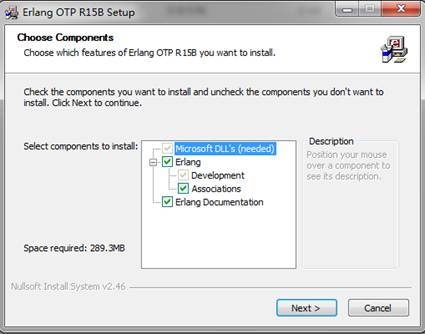 Erlang OTP R15B Setup
Choose Components
Choose which features of Erlang OTP R15B you want to install.
Check the components you want to install and uncheck the components you don't want to
install. Click Next to continue.
Select components to install:
Microsoft DLL's (needed)
Erlang
Development
Associations
Erlang Documentation
Description
Position your mouse
over a component to
see its description.
Space required: 289.3MB
Nullsoft Install System v2.46
Next >
Cancel